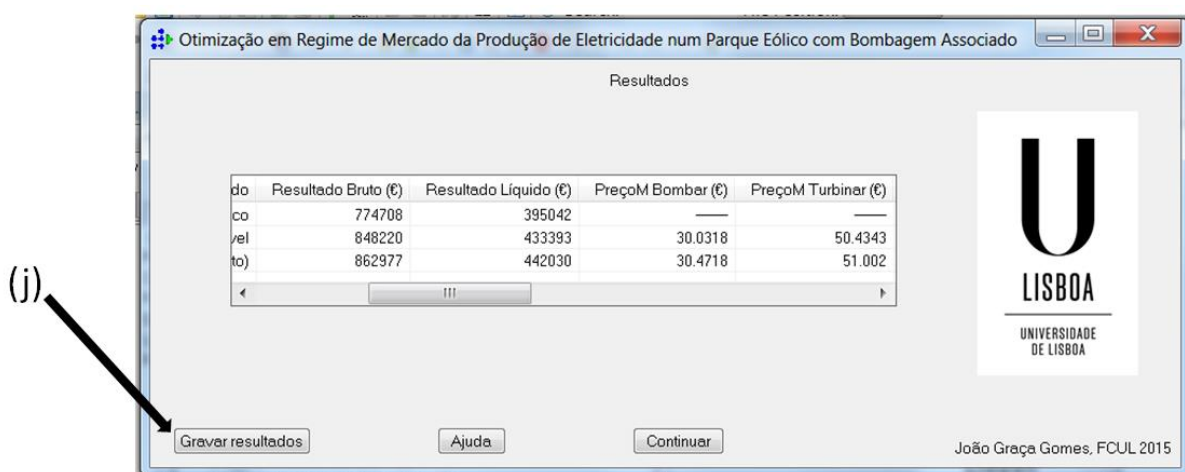 Otimização em Regime de Mercado da Produção de Eletricidade num Parque Eólico com Bombagem Associado
Resultados
do Resultado Bruto (€) Resultado Líquido (€) PreçoM Bombar (€) PreçoM Turbinar (€)
co 774708 395042 —— ——
vel 848220 433393 30.0318 50.4343
to) 862977 442030 30.4718 51.002
(j)
LISBOA
UNIVERSIDADE
DE LISBOA
Gravar resultados Ajuda Continuar
João Graça Gomes, FCUL 2015